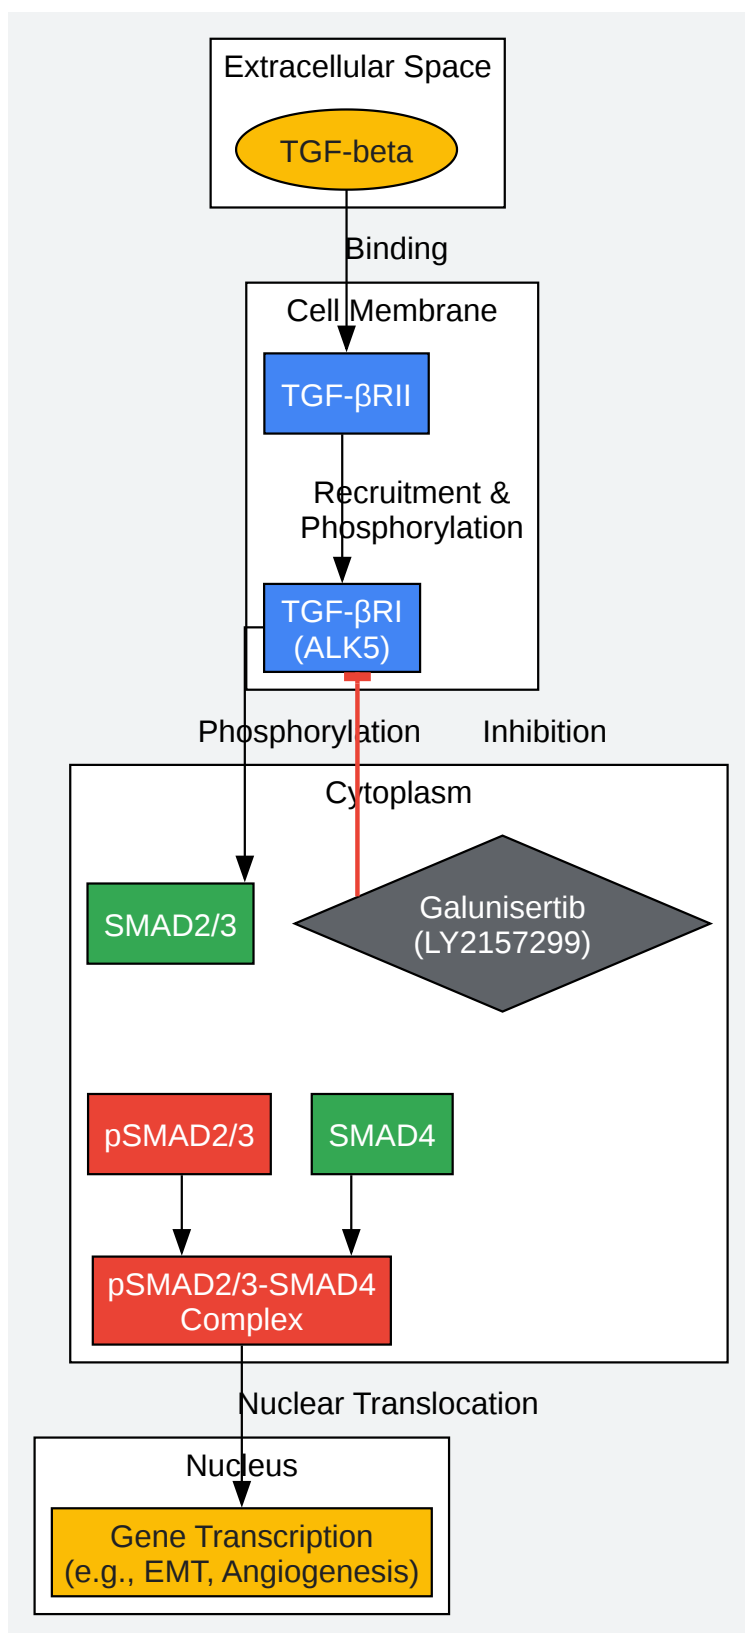 Extracellular Space
TGF-beta
Binding
Cell Membrane
TGF-βRII
Recruitment &
Phosphorylation
TGF-βRI
(ALK5)
Phosphorylation
Inhibition
Cytoplasm
Galunisertib
(LY2157299)
SMAD2/3
pSMAD2/3
SMAD4
pSMAD2/3-SMAD4
Complex
Nuclear Translocation
Nucleus
Gene Transcription
(e.g., EMT, Angiogenesis)